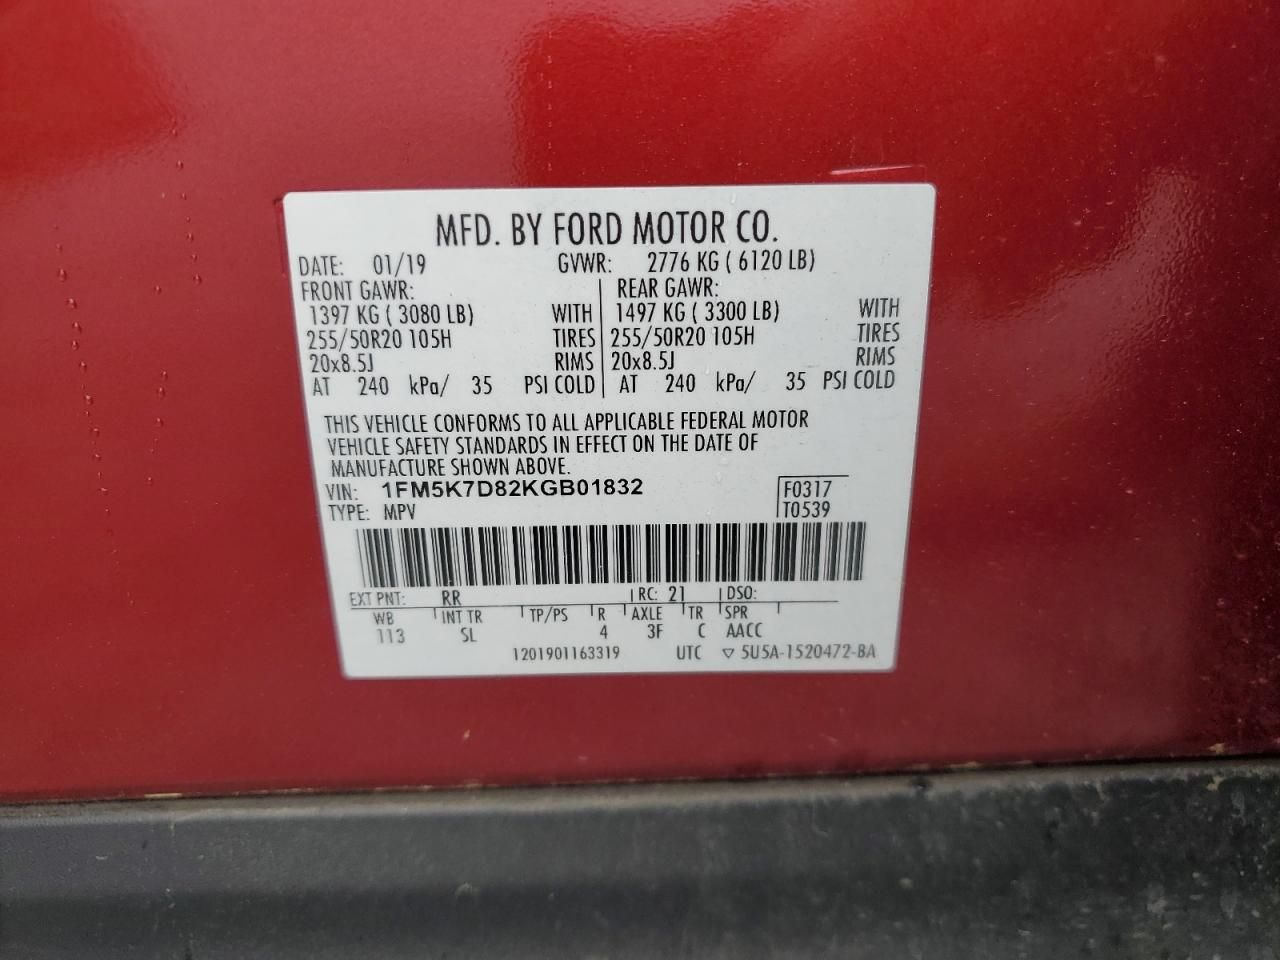 MFD. BY FORD MOTOR CO.
DATE: 01/19 GVWR: 2776 KG ( 6120 LB)
FRONT GAWR: REAR GAWR:
1397 KG ( 3080 LB) WITH 1497 KG ( 3300 LB) WITH
255/50R20 105H TIRES 255/50R20 105H TIRES
20x8.5J RIMS 20x8.5J RIMS
AT 240 kPa/ 35 PSI COLD AT 240 kPa/ 35 PSI COLD
THIS VEHICLE CONFORMS TO ALL APPLICABLE FEDERAL MOTOR
VEHICLE SAFETY STANDARDS IN EFFECT ON THE DATE OF
MANUFACTURE SHOWN ABOVE.
VIN: 1FM5K7D82KGB01832 F0317
TYPE: MPV T0539
EXT PNT: RR RC: 21 DSO:
WB INT TR TP/PS R AXLE TR SPR
113 SL 4 3F C AACC
1201901163319 UTC ▽ 5U5A-1520472-BA